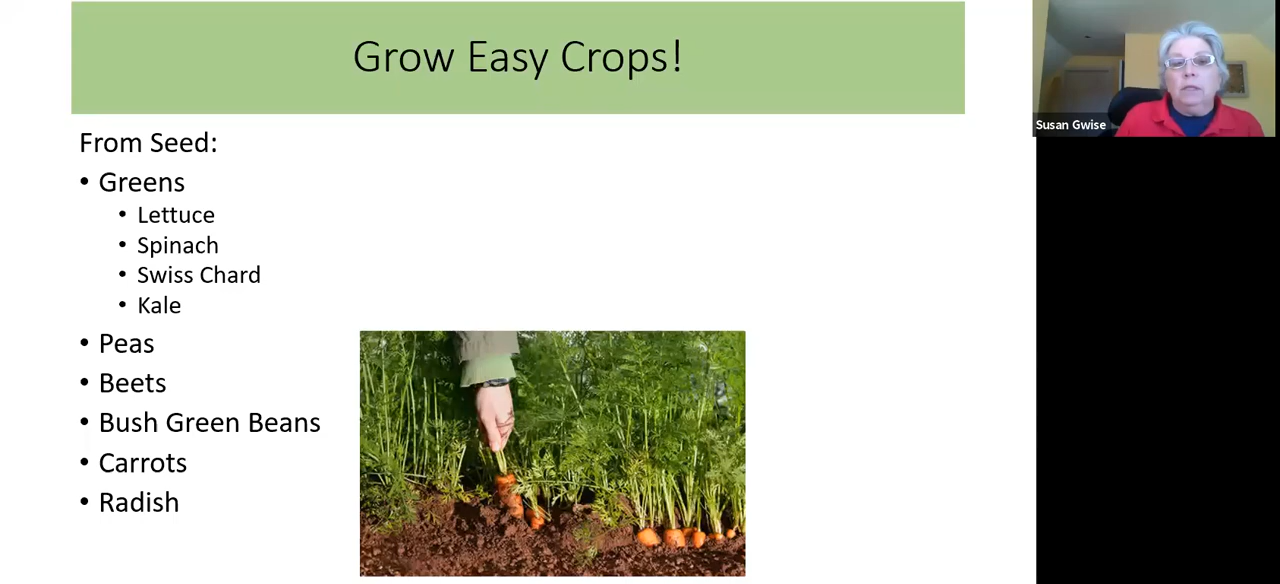 Grow Easy Crops!
Susan Gwise
From Seed:
• Greens
• Lettuce
• Spinach
• Swiss Chard
• Kale
• Peas
• Beets
• Bush Green Beans
• Carrots
• Radish